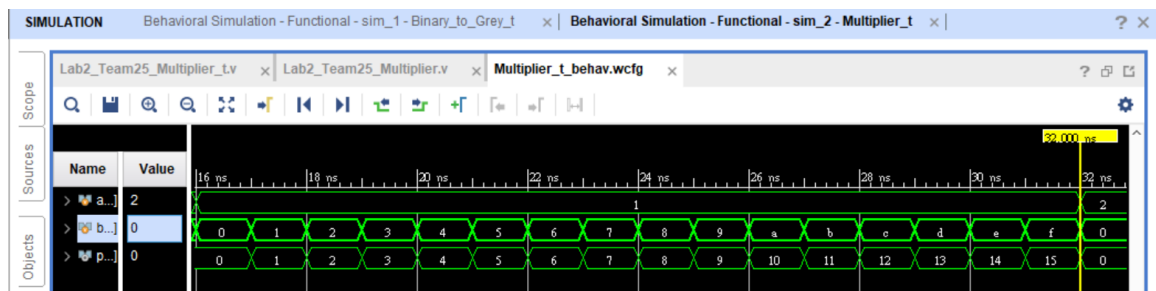 SIMULATION Behavioral Simulation - Functional - sim_1 - Binary_to_Grey_t × Behavioral Simulation - Functional - sim_2 - Multiplier_t × ? ×
Lab2_Team25_Multiplier_t.v × Lab2_Team25_Multiplier.v × Multiplier_t_behav.wcfg × ?
Scope
Sources
Objects
32.000 ns
Name Value 16 ns 18 ns 20 ns 22 ns 24 ns 26 ns 28 ns 30 ns 32 ns
> a...] 2 1 2
> b...] 0 0 1 2 3 4 5 6 7 8 9 a b c d e f 0
> p...] 0 0 1 2 3 4 5 6 7 8 9 10 11 12 13 14 15 0